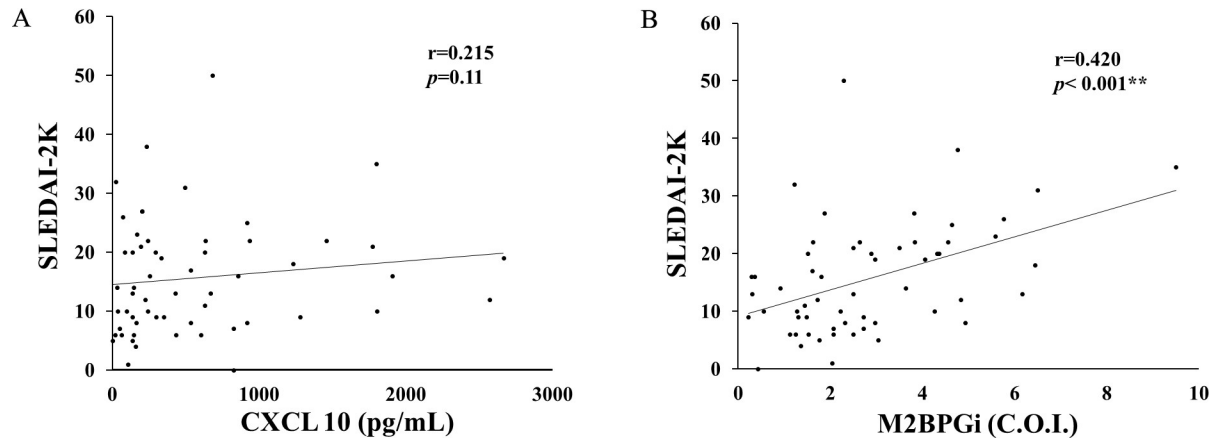 A
60
50
40
30
20
10
0
SLEDAI-2K
r=0.215
p=0.11
0
1000
2000
3000
CXCL 10 (pg/mL)
B
60
50
40
30
20
10
0
SLEDAI-2K
r=0.420
p< 0.001**
0
2
4
6
8
10
M2BPGi (C.O.I.)